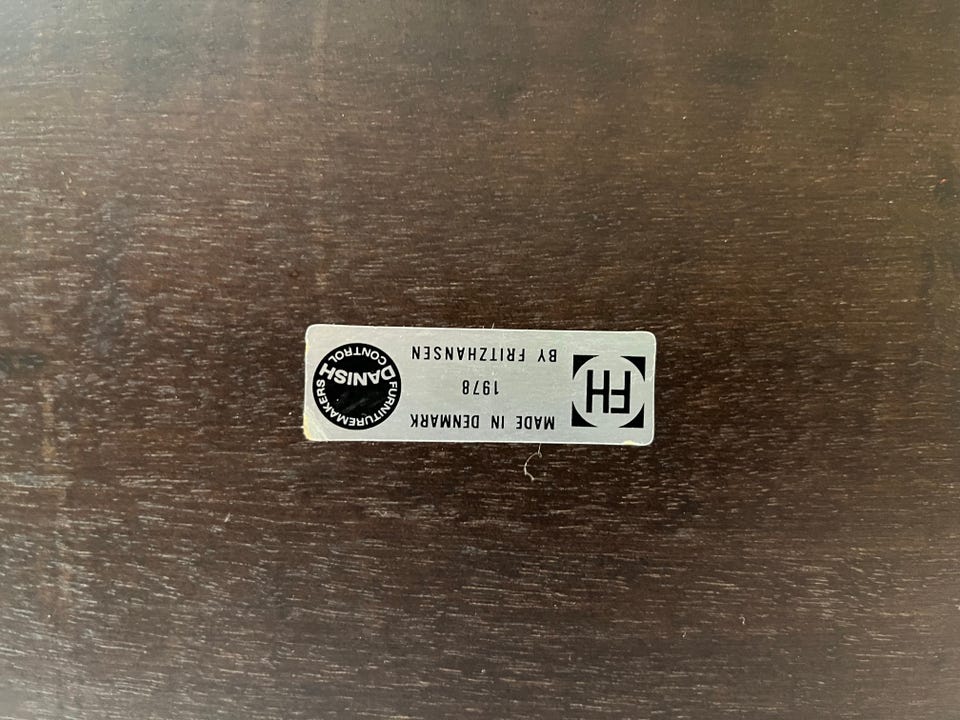 FH
MADE IN DENMARK
1978
BY FRITZHANSEN
FURNITUREMAKERS
DANISH
CONTROL